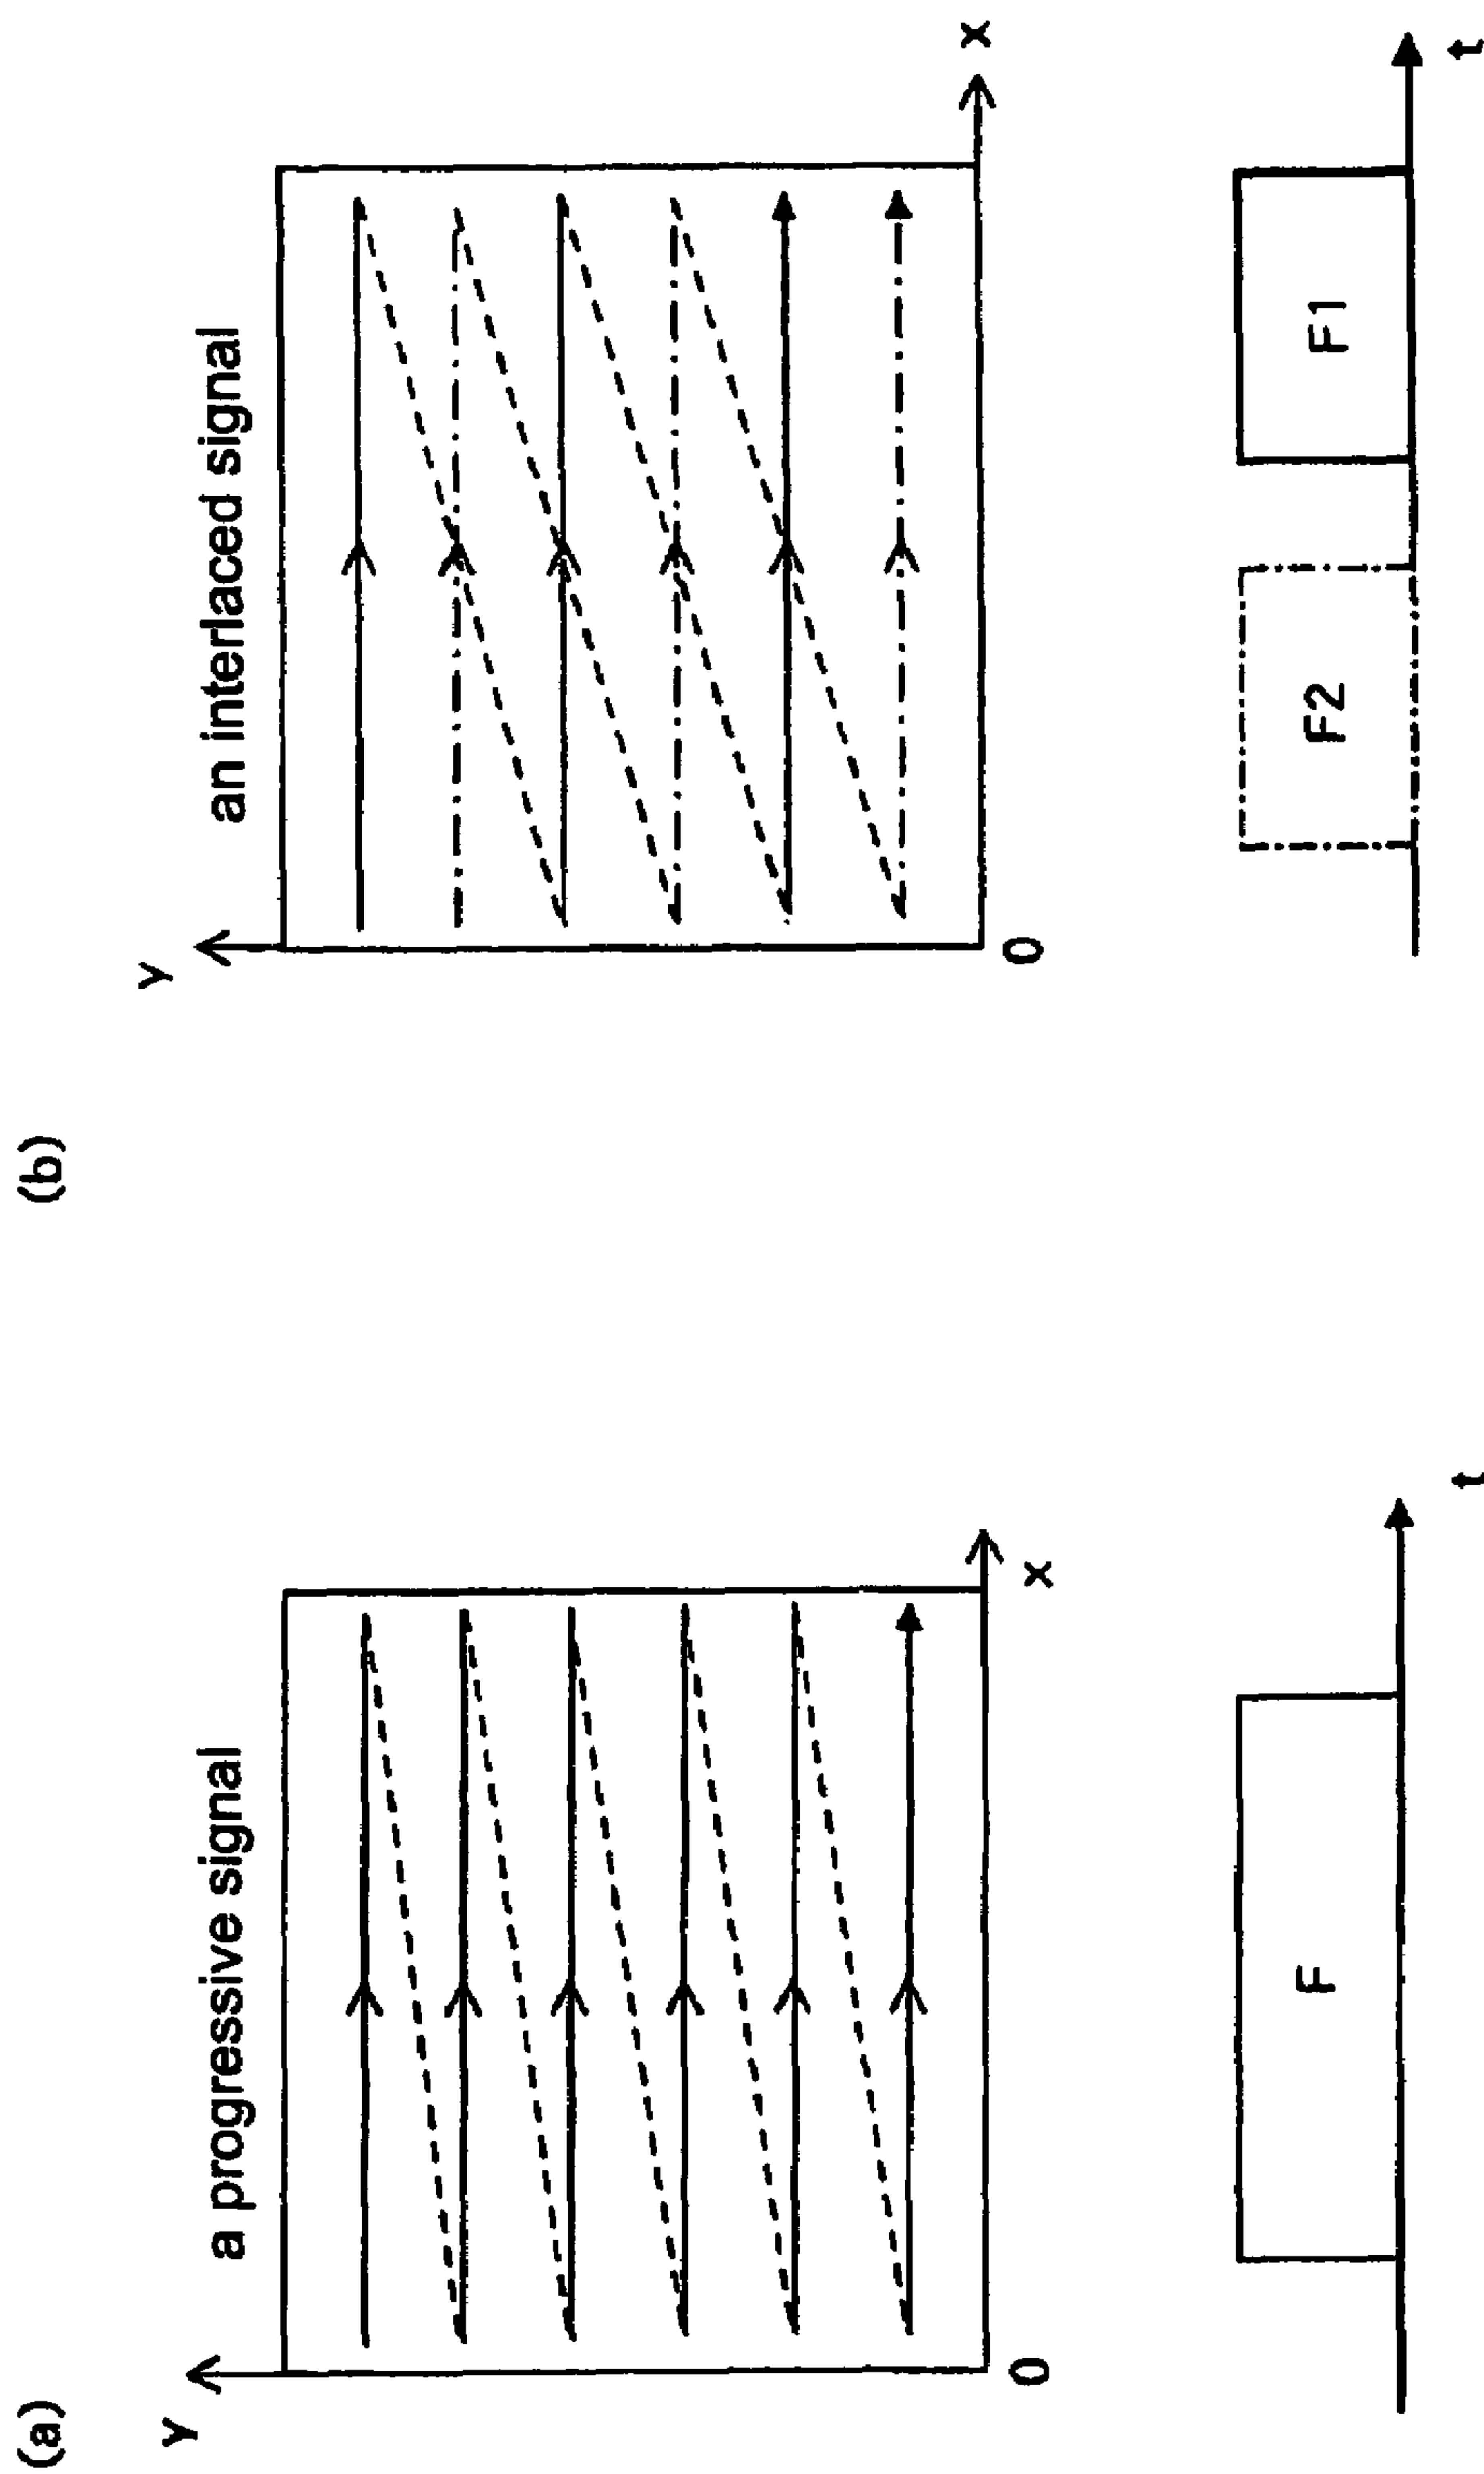 (a)
a progressive signal
Y
0
x
F
t
(b)
an interlaced signal
Y
0
x
F2
F1
t